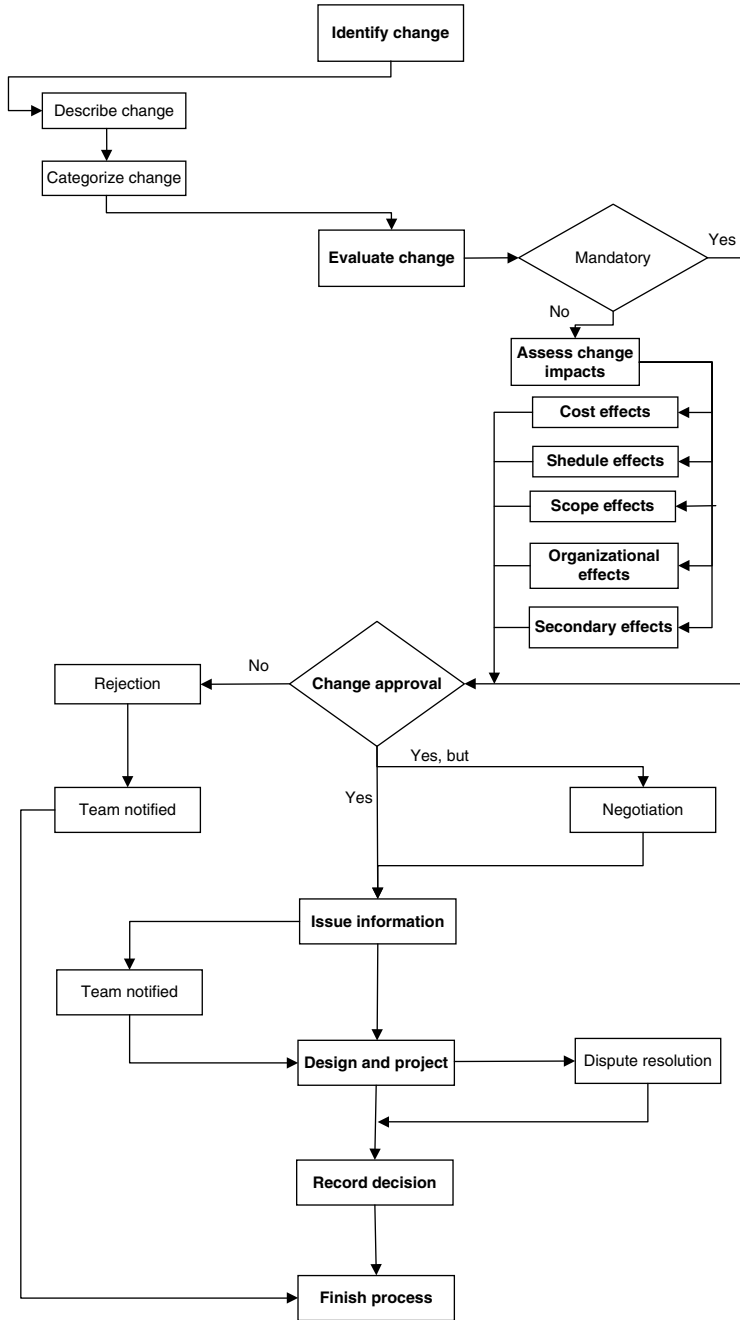 Identify change
Describe change
Categorize change
Evaluate change
Mandatory
Yes
No
Assess change
impacts
Cost effects
Shedule effects
Scope effects
Organizational
effects
Secondary effects
Change approval
No
Rejection
Yes, but
Yes
Team notified
Negotiation
Issue information
Team notified
Design and project
Dispute resolution
Record decision
Finish process